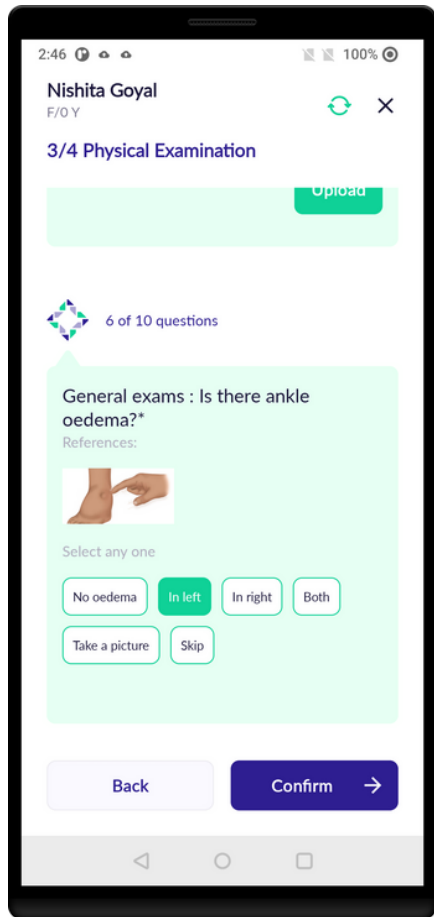 2:46 100%
Nishita Goyal
F/0 Y
3/4 Physical Examination
Upload
6 of 10 questions
General exams : Is there ankle
oedema?*
References:
Select any one
No oedema In left In right Both
Take a picture Skip
Back Confirm